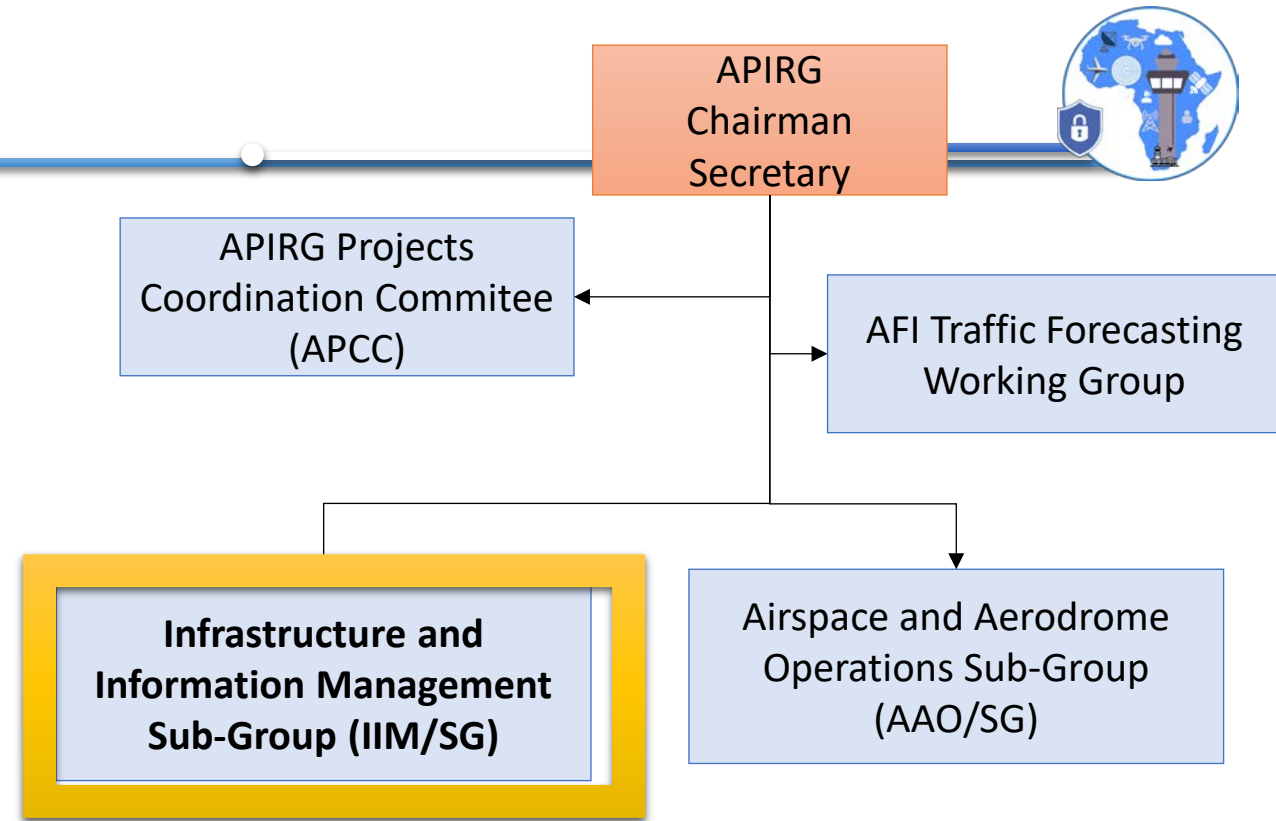 APIRG
Chairman
Secretary
APIRG Projects
Coordination Commitee
(APCC)
AFI Traffic Forecasting
Working Group
Infrastructure and
Information Management
Sub-Group (IIM/SG)
Airspace and Aerodrome
Operations Sub-Group
(AAO/SG)